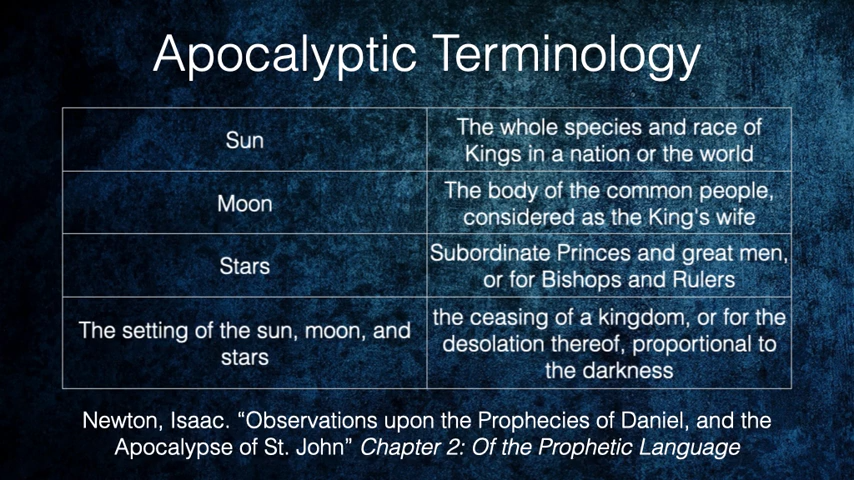 Apocalyptic Terminology
Sun
The whole species and race of
Kings in a nation or the world
Moon
The body of the common people,
considered as the King's wife
Stars
Subordinate Princes and great men,
or for Bishops and Rulers
The setting of the sun, moon, and
stars
the ceasing of a kingdom, or for the
desolation thereof, proportional to
the darkness
Newton, Isaac. “Observations upon the Prophecies of Daniel, and the
Apocalypse of St. John” Chapter 2: Of the Prophetic Language